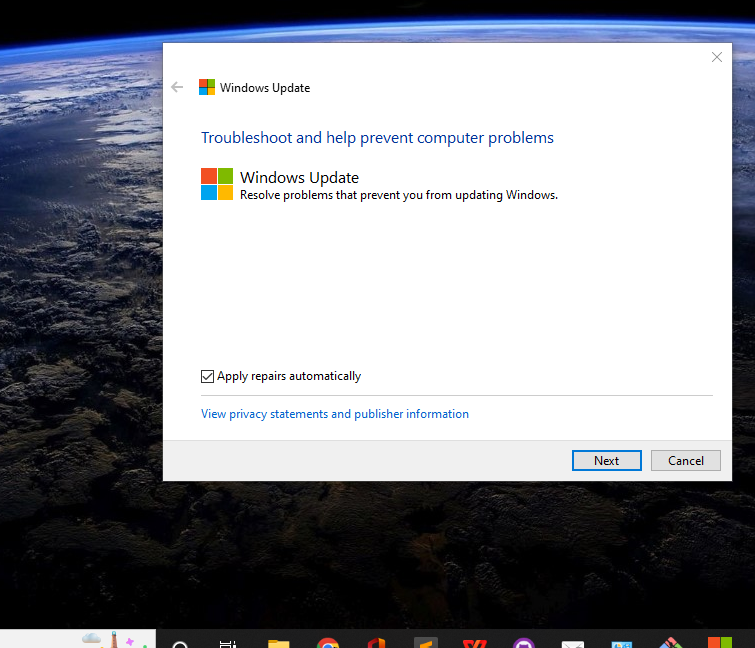 Windows Update
Troubleshoot and help prevent computer problems
Windows Update
Resolve problems that prevent you from updating Windows.
Apply repairs automatically
View privacy statements and publisher information
Next
Cancel